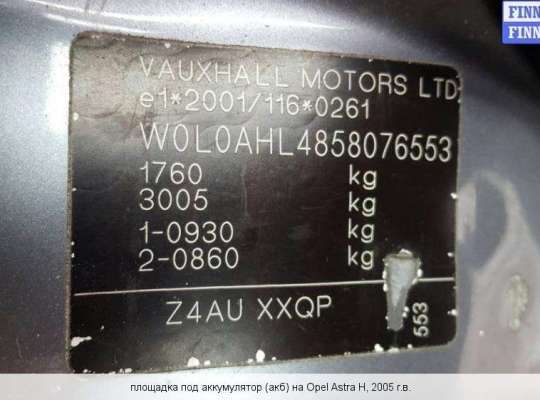 FINN
FINN
VAUXHALL MOTORS LTD
e1*2001/116*0261
W0L0AHL4858076553
1760 kg
3005 kg
1-0930 kg
2-0860 kg
Z4AU XXQP
553
площадка под аккумулятор (акб) на Opel Astra H, 2005 г.в.